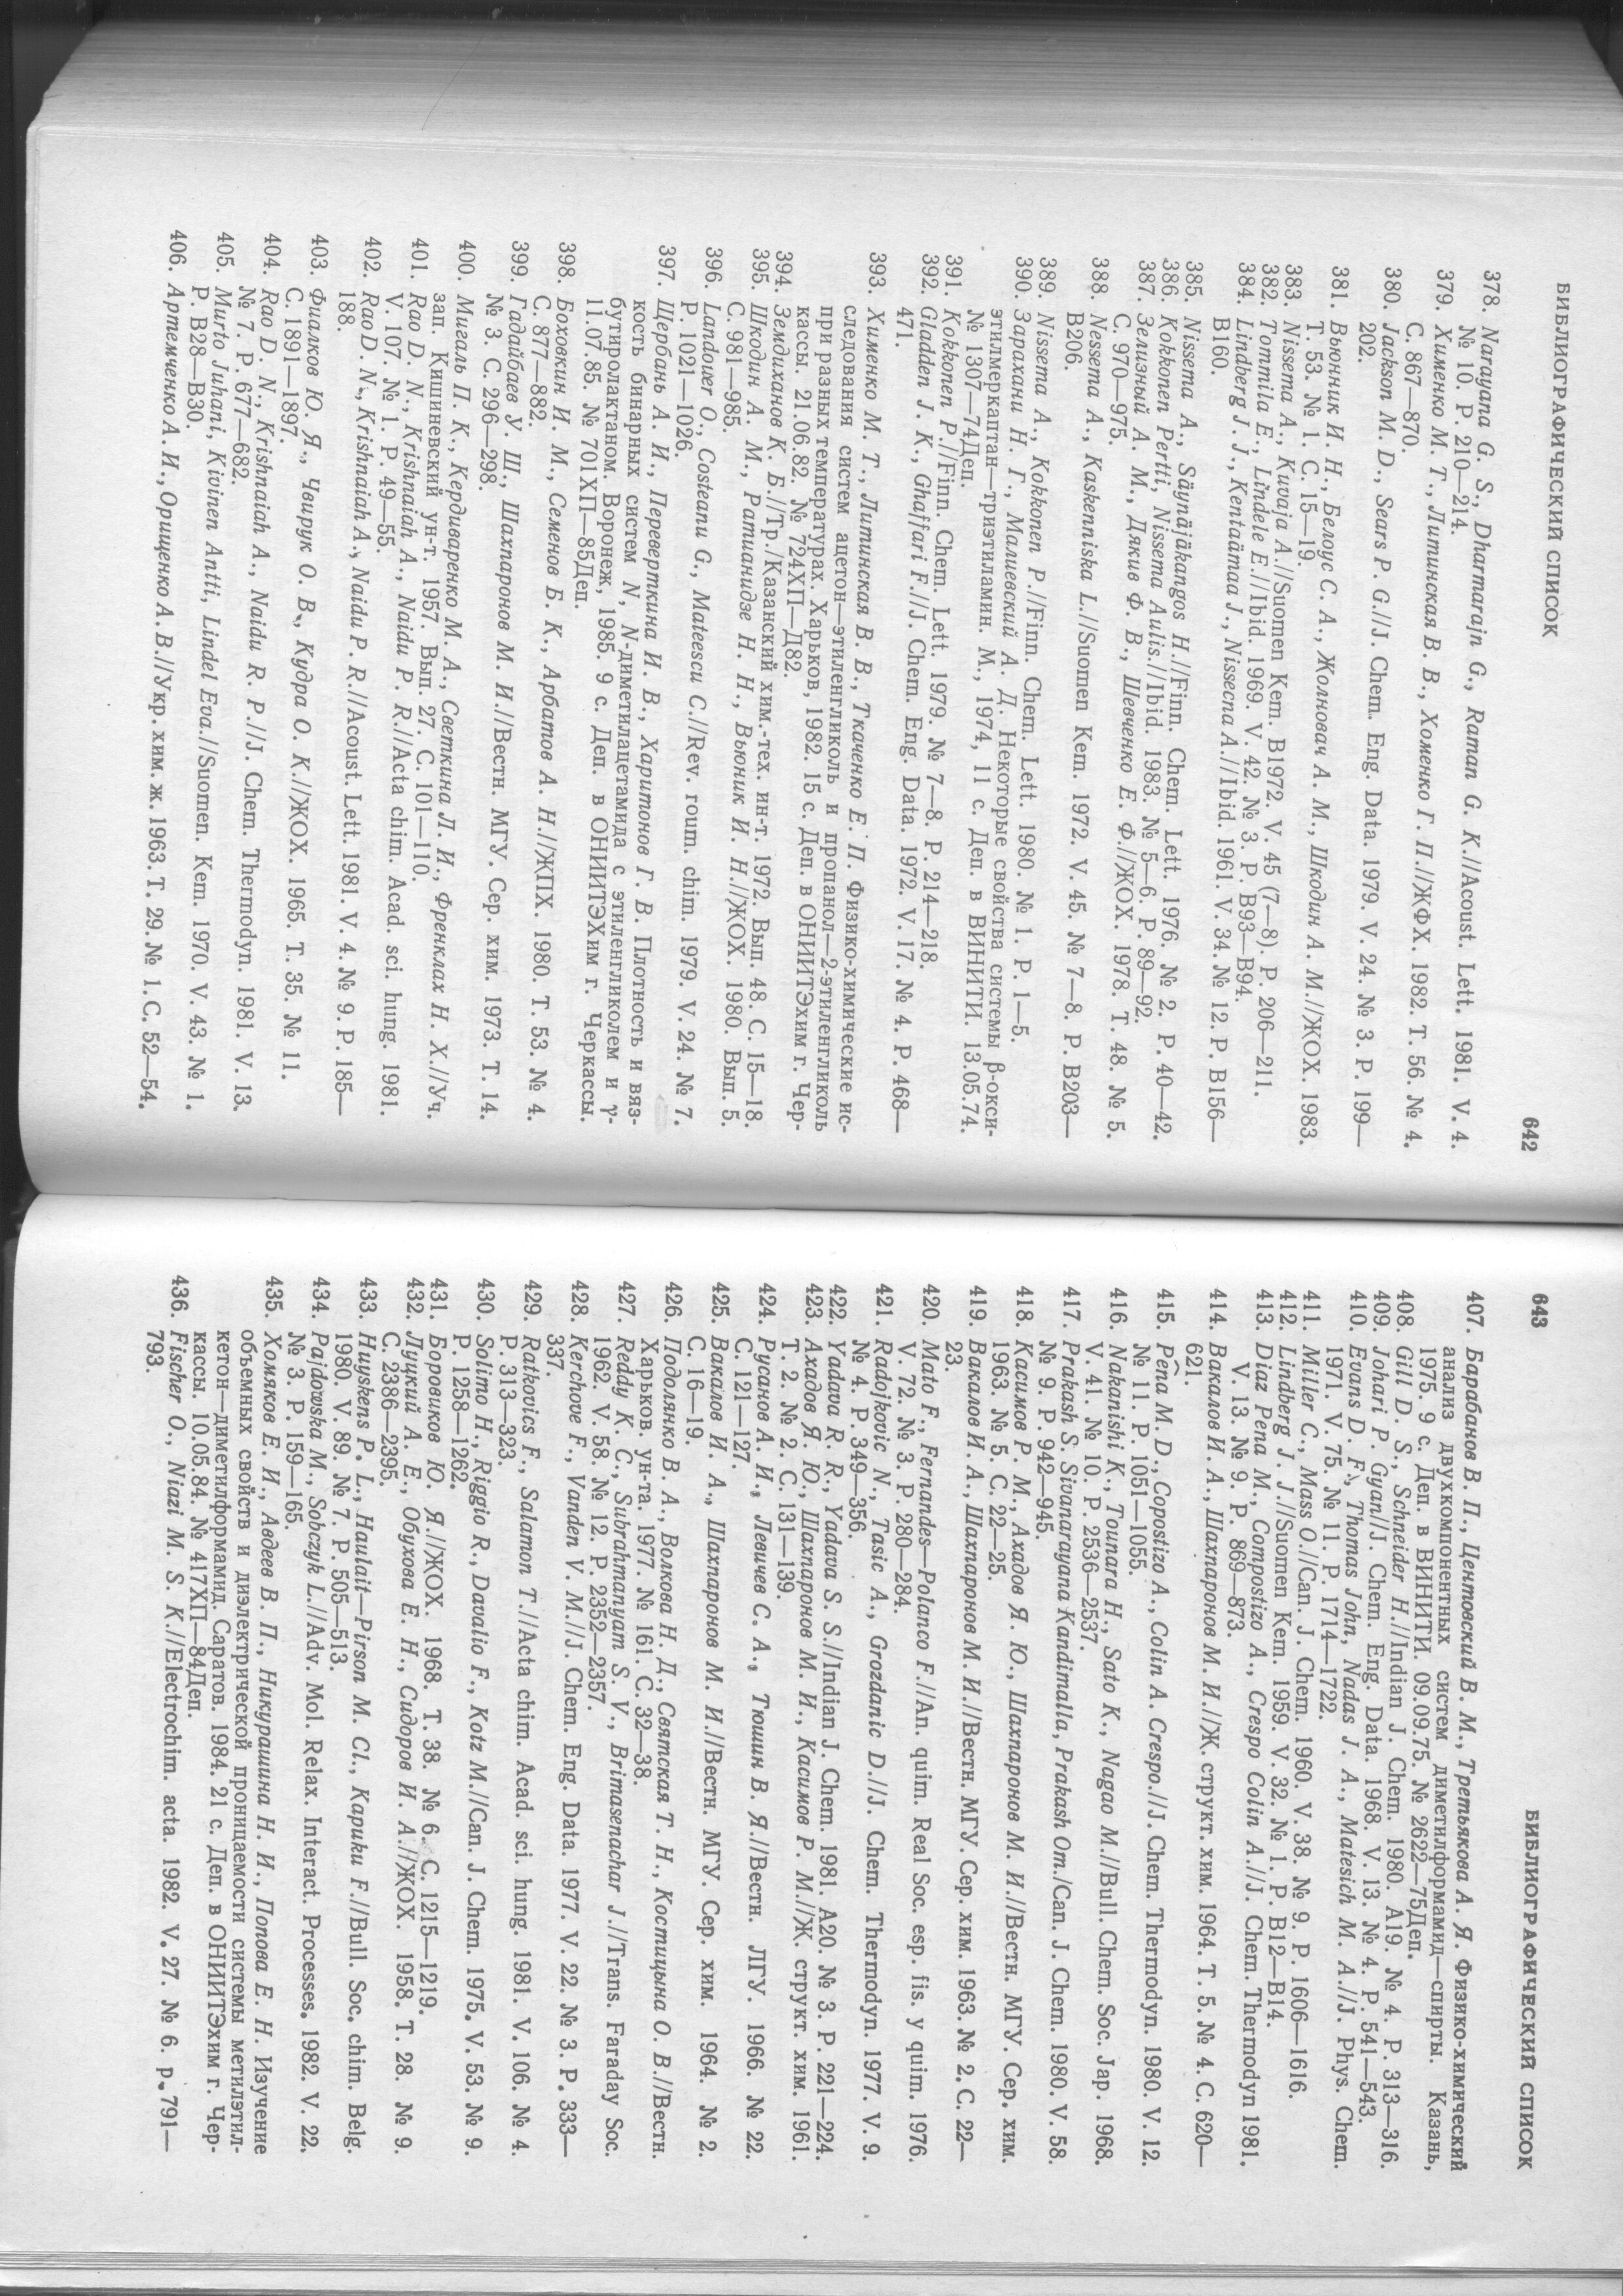 БИБЛИОГРАФИЧЕСКИЙ СПИСОК
642
378. Narayana G. S., Dharmarajn G., Raman G. K.//Acoust. Lett. 1981. V. 4.
№ 10. P. 210—214.
379. Хименко М. Т., Литинская В. В., Хоменко Г. П.//ЖФХ. 1982. Т. 56. № 4.
С. 867—870.
380. Jackson M. D., Sears P. G.//J. Chem. Eng. Data. 1979. V. 24. № 3. P. 199—
202.
381. Вьюнник И. Н., Белоус С. А., Жолновач А. М., Шкодин А. М.//ЖОХ. 1983.
Т. 53. № 1. С. 15—19.
383. Nissema A., Kuvaja A.//Suomen Kem. B1972. V. 45 (7—8). P. 206—211.
382. Tommila E., Lindele E.//Ibid. 1969. V. 42. № 3. P. B93—B94.
384. Lindberg J. J., Kentaämaa J., Nissecna A.//Ibid. 1961. V. 34. № 12. P. B156—
B160.
385. Nissema A., Säynäjäkangos H.//Finn. Chem. Lett. 1976. № 2. P. 40—42.
386. Kokkonen Pertti, Nissema Aulis.//Ibid. 1983. № 5—6. P. 89—92.
387. Зелизный А. М., Дякив Ф. В., Шевченко Е. Ф.//ЖОХ. 1978. Т. 48. № 5.
С. 970—975.
388. Nessema A., Kaskenniska L.//Suomen Kem. 1972. V. 45. № 7—8. P. B203—
B206.
389. Nissema A., Kokkonen P.//Finn. Chem. Lett. 1980. № 1. P. 1—5.
390. Зарахани Н. Г., Малиевский А. Д. Некоторые свойства системы β-окси-
этилмеркаптан—триэтиламин. М., 1974, 11 с. Деп. в ВИНИТИ. 13.05.74.
№ 1307—74Деп.
391. Kokkonen P.//Finn. Chem. Lett. 1979. № 7—8. P. 214—218.
392. Gladden J. K., Ghaffari F.//J. Chem. Eng. Data. 1972. V. 17. № 4. P. 468—
471.
393. Хименко М. Т., Литинская В. В., Ткаченко Е. П. Физико-химические ис-
следования систем ацетон—этиленгликоль и пропанол—2-этиленгликоль
при разных температурах. Харьков, 1982. 15 с. Деп. в ОНИИТЭхим г. Чер-
кассы. 21.06.82. № 724ХП—Д82.
394. Земдиханов К. Б.//Тр./Казанский хим.-тех. ин-т. 1972. Вып. 48. С. 15—18.
395. Шкодин А. М., Ратианидзе Н. Н., Вьюник И. Н.//ЖОХ. 1980. Вып. 5.
С. 981—985.
396. Landover O., Costeanu G., Mateescu C.//Rev. roum. chim. 1979. V. 24. № 7.
P. 1021—1026.
397. Щербань А. И., Переверткина И. В., Харитонов Г. В. Плотность и вяз-
кость бинарных систем N, N-диметилацетамида с этиленгликолем и γ-
бутиролактаном. Воронеж, 1985. 9 с. Деп. в ОНИИТЭХим г. Черкассы.
11.07.85. № 701ХП—85Деп.
398. Боховкин И. М., Семенов Б. К., Арбатов А. Н.//ЖПХ. 1980. Т. 53. № 4.
С. 877—882.
399. Гадайбаев У. Ш., Шахпаронов М. И.//Вестн. МГУ. Сер. хим. 1973. Т. 14.
№ 3. С. 296—298.
400. Мигаль П. К., Кердиваренко М. А., Светкина Л. И., Френклах Н. Х.//Уч.
зап. Кишиневский ун-т. 1957. Вып. 27. С. 101—110.
401. Rao D. N., Krishnaiah A., Naidu P. R.//Acta chim. Acad. sci. hung. 1981.
V. 107. № 1. P. 49—55.
402. Rao D. N., Krishnaiah A., Naidu P. R.//Acoust. Lett. 1981. V. 4. № 9. P. 185—
188.
403. Фиалков Ю. Я., Чвирук О. В., Кудра О. К.//ЖОХ. 1965. Т. 35. № 11.
С. 1891—1897.
404. Rao D. N., Krishnaiah A., Naidu R. P.//J. Chem. Thermodyn. 1981. V. 13.
№ 7. P. 677—682.
405. Murto Juhani, Kivinen Antti, Lindel Eva.//Suomen. Kem. 1970. V. 43. № 1.
P. B28—B30.
406. Артемченко А. И., Орищенко А. В.//Укр. хим. ж. 1963. Т. 29. № 1. С. 52—54.
643
БИБЛИОГРАФИЧЕСКИЙ СПИСОК
407. Барабанов В. П., Центовский В. М., Третьякова А. Я. Физико-химический
анализ двухкомпонентных систем диметилформамид—спирты. Казань,
1975. 9 с. Деп. в ВИНИТИ. 09.09.75. № 2622—75Деп.
408. Gill D. S., Schneider H.//Indian J. Chem. 1980. A19. № 4. P. 313—316.
409. Johari P. Gyan//J. Chem. Eng. Data. 1968. V. 13. № 4. P. 541—543.
410. Evans D. F., Thomas John, Nadas J. A., Matesich M. A.//J. Phys. Chem.
1971. V. 75. № 11. P. 1714—1722.
411. Miller C., Mass O.//Can. J. Chem. 1960. V. 38. № 9. P. 1606—1616.
412. Lindberg J. J.//Suomen Kem. 1959. V. 32. № 1. P. B12—B14.
413. Diaz Pena M., Compostizo A., Crespo Colin A.//J. Chem. Thermodyn 1981.
V. 13. № 9. P. 869—873.
414. Вакалов И. А., Шахпаронов М. И.//Ж. структ. хим. 1964. Т. 5. № 4. С. 620—
621.
415. Pêna M. D., Copostizo A., Colin A. Crespo.//J. Chem. Thermodyn. 1980. V. 12.
№ 11. P. 1051—1055.
416. Nakanishi K., Tounara H., Sato K., Nagao M.//Bull. Chem. Soc. Jap. 1968.
V. 41. № 10. P. 2536—2537.
417. Prakash S. Sivanarayana Kandimalla, Prakash Om./Can. J. Chem. 1980. V. 58.
№ 9. P. 942—945.
418. Касимов Р. М., Ахадов Я. Ю., Шахпаронов М. И.//Вестн. МГУ. Сер. хим.
1963. № 5. С. 22—25.
419. Вакалов И. А., Шахпаронов М. И.//Вестн. МГУ. Сер. хим. 1963. № 2. С. 22—
23.
420. Mato F., Fernandes—Polanco F.//An. quim. Real Soc. esp. fis. y quim. 1976.
V. 72. № 3. P. 280—284.
421. Radojkovic N., Tasic A., Grozdanic D.//J. Chem. Thermodyn. 1977. V. 9.
№ 4. P. 349—356.
422. Yadava R. R., Yadava S. S.//Indian J. Chem. 1981. A20. № 3. P. 221—224.
423. Ахадов Я. Ю., Шахпаронов М. И., Касимов Р. М.//Ж. структ. хим. 1961.
Т. 2. № 2. С. 131—139.
424. Русанов А. И., Левичев С. А., Тюшин В. Я.//Вестн. ЛГУ. 1966. № 22.
С. 121—127.
425. Вакалов И. А., Шахпаронов М. И.//Вестн. МГУ. Сер. хим. 1964. № 2.
С. 16—19.
426. Подолянко В. А., Волкова Н. Д., Святская Т. Н., Костицына О. В.//Вестн.
Харьков. ун-та. 1977. № 161. С. 32—38.
427. Reddy K. C., Subrahmanyam S. V., Brimasenachar J.//Trans. Faraday Soc.
1962. V. 58. № 12. P. 2352—2357.
428. Kerchove F., Vanden V. M.//J. Chem. Eng. Data. 1977. V. 22. № 3. P. 333—
337.
429. Ratkovics F., Salamon T.//Acta chim. Acad. sci. hung. 1981. V. 106. № 4.
P. 313—323.
430. Solimo H., Riggio R., Davalio F., Kotz M.//Can. J. Chem. 1975. V. 53. № 9.
P. 1258—1262.
431. Боровиков Ю. Я.//ЖОХ. 1968. Т. 38. № 6. С. 1215—1219.
432. Луцкий А. Е., Обухова Е. Н., Сидоров И. А.//ЖОХ. 1958. Т. 28. № 9.
С. 2386—2395.
433. Huyskens P. L., Haulait—Pirson M. Cl., Kapuku F.//Bull. Soc. chim. Belg.
1980. V. 89. № 7. P. 505—513.
434. Pajdowska M., Sobczyk L.//Adv. Mol. Relax. Interact. Processes. 1982. V. 22.
№ 3. P. 159—165.
435. Хомяков Е. И., Авдеев В. П., Никурашина Н. И., Попова Е. Н. Изучение
объемных свойств и диэлектрической проницаемости системы метилэтил-
кетон—диметилформамид. Саратов. 1984. 21 с. Деп. в ОНИИТЭхим г. Чер-
кассы. 10.05.84. № 417ХП—84Деп.
436. Fischer O., Niazi M. S. K.//Electrochim. acta. 1982. V. 27. № 6. p. 791—
793.